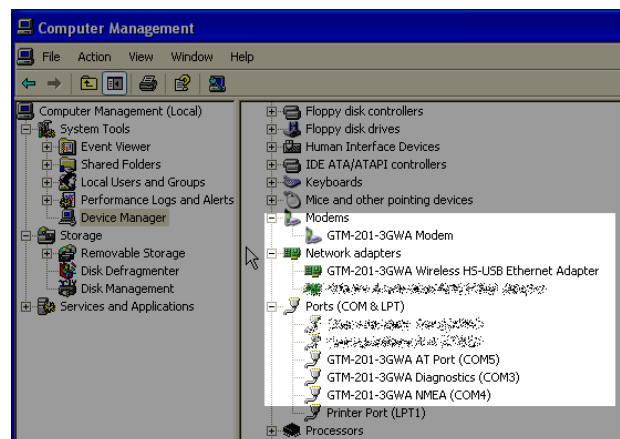 Computer Management
File Action View Window Help
Computer Management (Local)
System Tools
Event Viewer
Shared Folders
Local Users and Groups
Performance Logs and Alerts
Device Manager
Storage
Removable Storage
Disk Defragmenter
Disk Management
Services and Applications
Floppy disk controllers
Floppy disk drives
Human Interface Devices
IDE ATA/ATAPI controllers
Keyboards
Mice and other pointing devices
Modems
GTM-201-3GWA Modem
Network adapters
GTM-201-3GWA Wireless HS-USB Ethernet Adapter
Ports (COM & LPT)
GTM-201-3GWA AT Port (COM5)
GTM-201-3GWA Diagnostics (COM3)
GTM-201-3GWA NMEA (COM4)
Printer Port (LPT1)
Processors